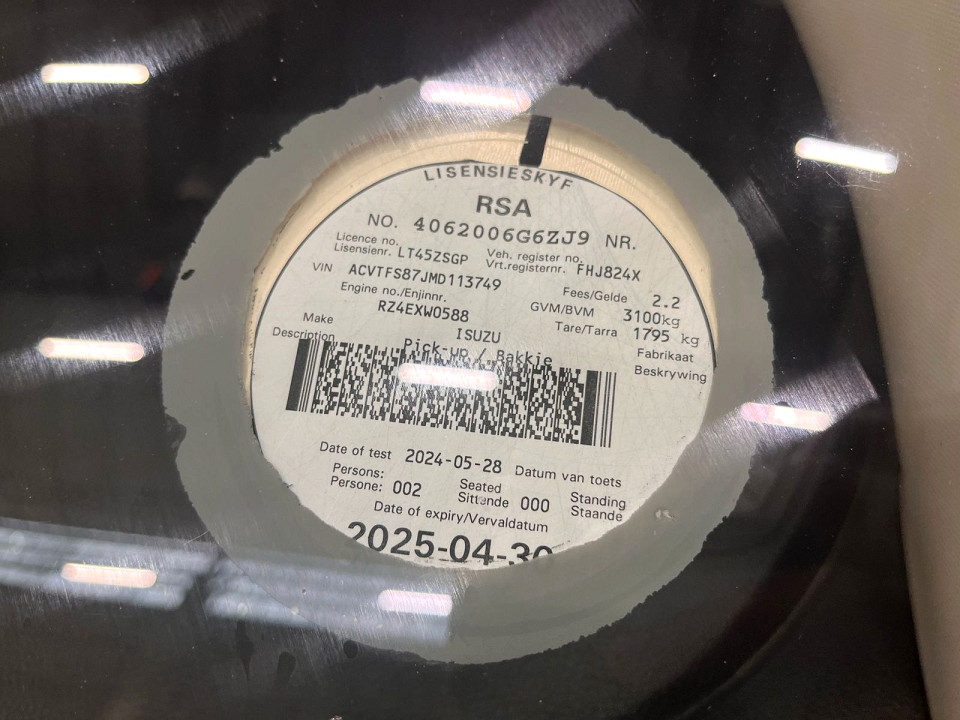 LISENSIESKYF
RSA
NO. 4062006G6ZJ9 NR.
Licence no.
Lisensienr. LT45ZSGP
Veh. register no.
Vrt.registernr. FHJ824X
VIN ACVTFS87JMD113749
Fees/Gelde 2.2
Engine no./Enjinnr.
RZ4EXW0588
GVM/BVM 3100kg
Tare/Tarra 1795 kg
Make ISUZU Fabrikaat
Description Pick-up / Bakkie Beskrywing
Date of test 2024-05-28 Datum van toets
Persons:
Persone: 002
Seated
Sittende 000
Standing
Staande
Date of expiry/Vervaldatum
2025-04-30